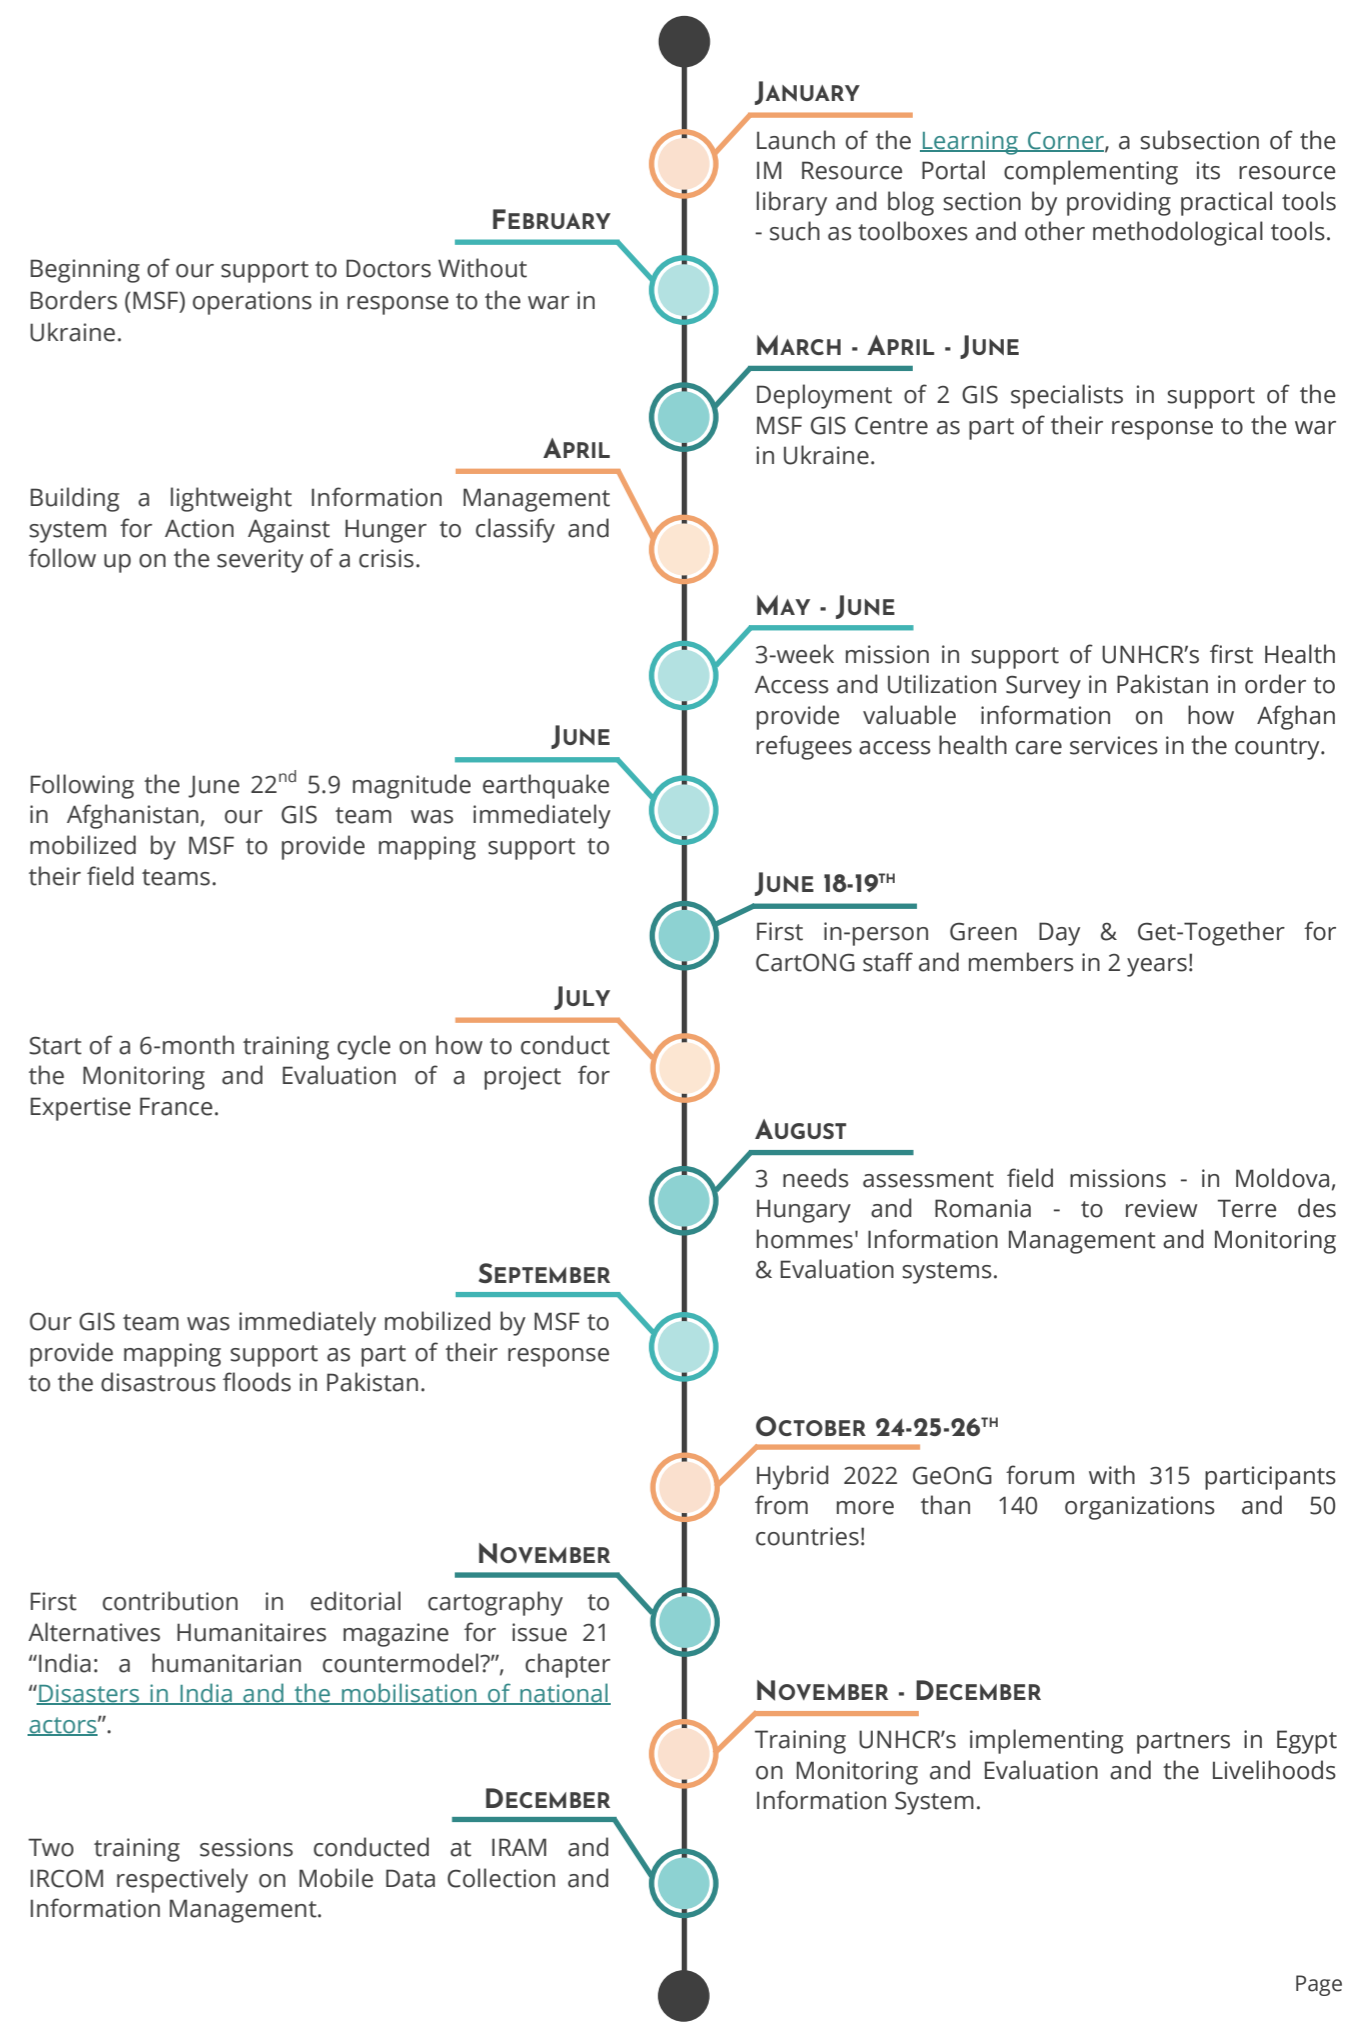 JANUARY
Launch of the Learning Corner, a subsection of the
IM Resource Portal complementing its resource
library and blog section by providing practical tools
- such as toolboxes and other methodological tools.
FEBRUARY
Beginning of our support to Doctors Without
Borders (MSF) operations in response to the war in
Ukraine.
MARCH - APRIL - JUNE
Deployment of 2 GIS specialists in support of the
MSF GIS Centre as part of their response to the war
in Ukraine.
APRIL
Building a lightweight Information Management
system for Action Against Hunger to classify and
follow up on the severity of a crisis.
MAY - JUNE
3-week mission in support of UNHCR’s first Health
Access and Utilization Survey in Pakistan in order to
provide valuable information on how Afghan
refugees access health care services in the country.
JUNE
Following the June 22nd 5.9 magnitude earthquake
in Afghanistan, our GIS team was immediately
mobilized by MSF to provide mapping support to
their field teams.
JUNE 18-19TH
First in-person Green Day & Get-Together for
CartONG staff and members in 2 years!
JULY
Start of a 6-month training cycle on how to conduct
the Monitoring and Evaluation of a project for
Expertise France.
AUGUST
3 needs assessment field missions - in Moldova,
Hungary and Romania - to review Terre des
hommes' Information Management and Monitoring
& Evaluation systems.
SEPTEMBER
Our GIS team was immediately mobilized by MSF to
provide mapping support as part of their response
to the disastrous floods in Pakistan.
OCTOBER 24-25-26TH
Hybrid 2022 GeOnG forum with 315 participants
from more than 140 organizations and 50
countries!
NOVEMBER
First contribution in editorial cartography to
Alternatives Humanitaires magazine for issue 21
“India: a humanitarian countermodel?”, chapter
“Disasters in India and the mobilisation of national
actors”.
NOVEMBER - DECEMBER
Training UNHCR’s implementing partners in Egypt
on Monitoring and Evaluation and the Livelihoods
Information System.
DECEMBER
Two training sessions conducted at IRAM and
IRCOM respectively on Mobile Data Collection and
Information Management.
Page